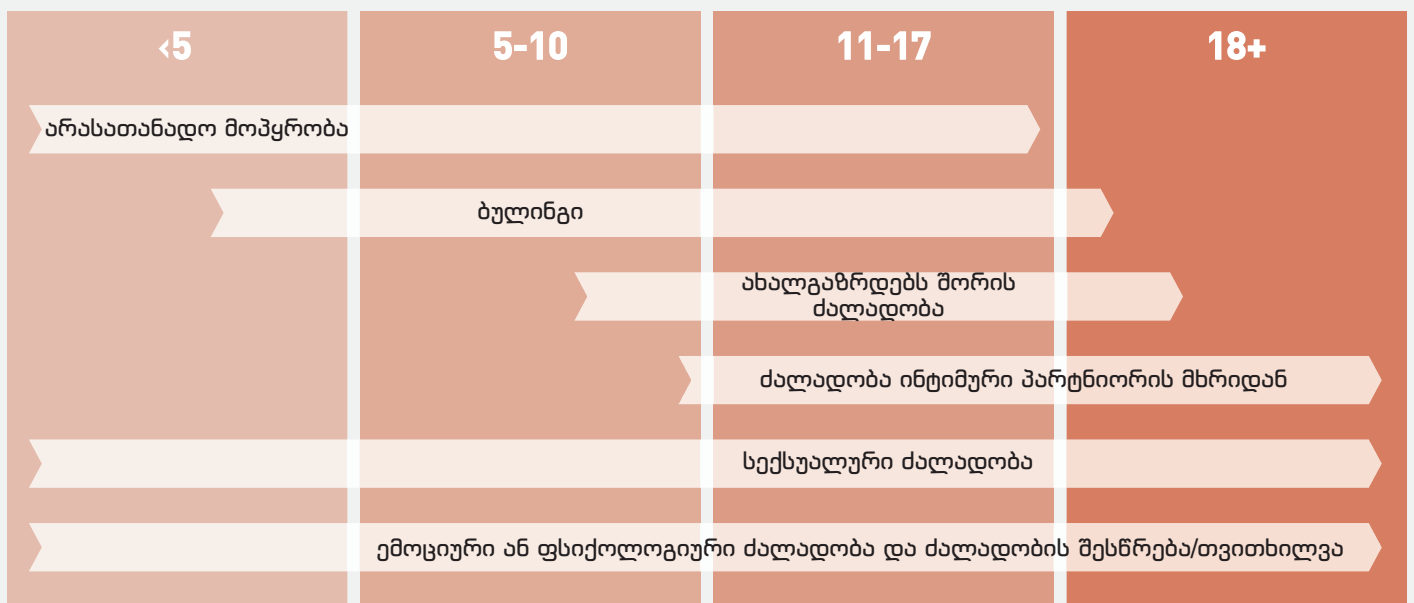 <5
5-10
11-17
18+
არასათანადო მოპყრობა
ბულინგი
ახალგაზრდებს შორის
ძალადობა
ძალადობა ინტიმური პარტნიორის მხრიდან
სექსუალური ძალადობა
ემოციური ან ფსიქოლოგიური ძალადობა და ძალადობის შესწრება/თვითხილვა